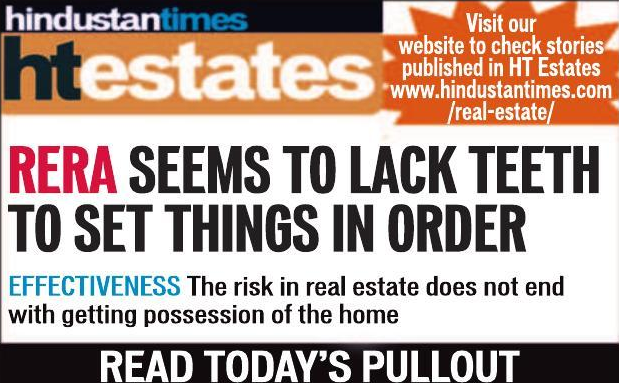 hindustantimes
htestates
Visit our
website to check stories
published in HT Estates
www.hindustantimes.com
/real-estate/
RERA SEEMS TO LACK TEETH
TO SET THINGS IN ORDER
EFFECTIVENESS The risk in real estate does not end
with getting possession of the home
READ TODAY'S PULLOUT